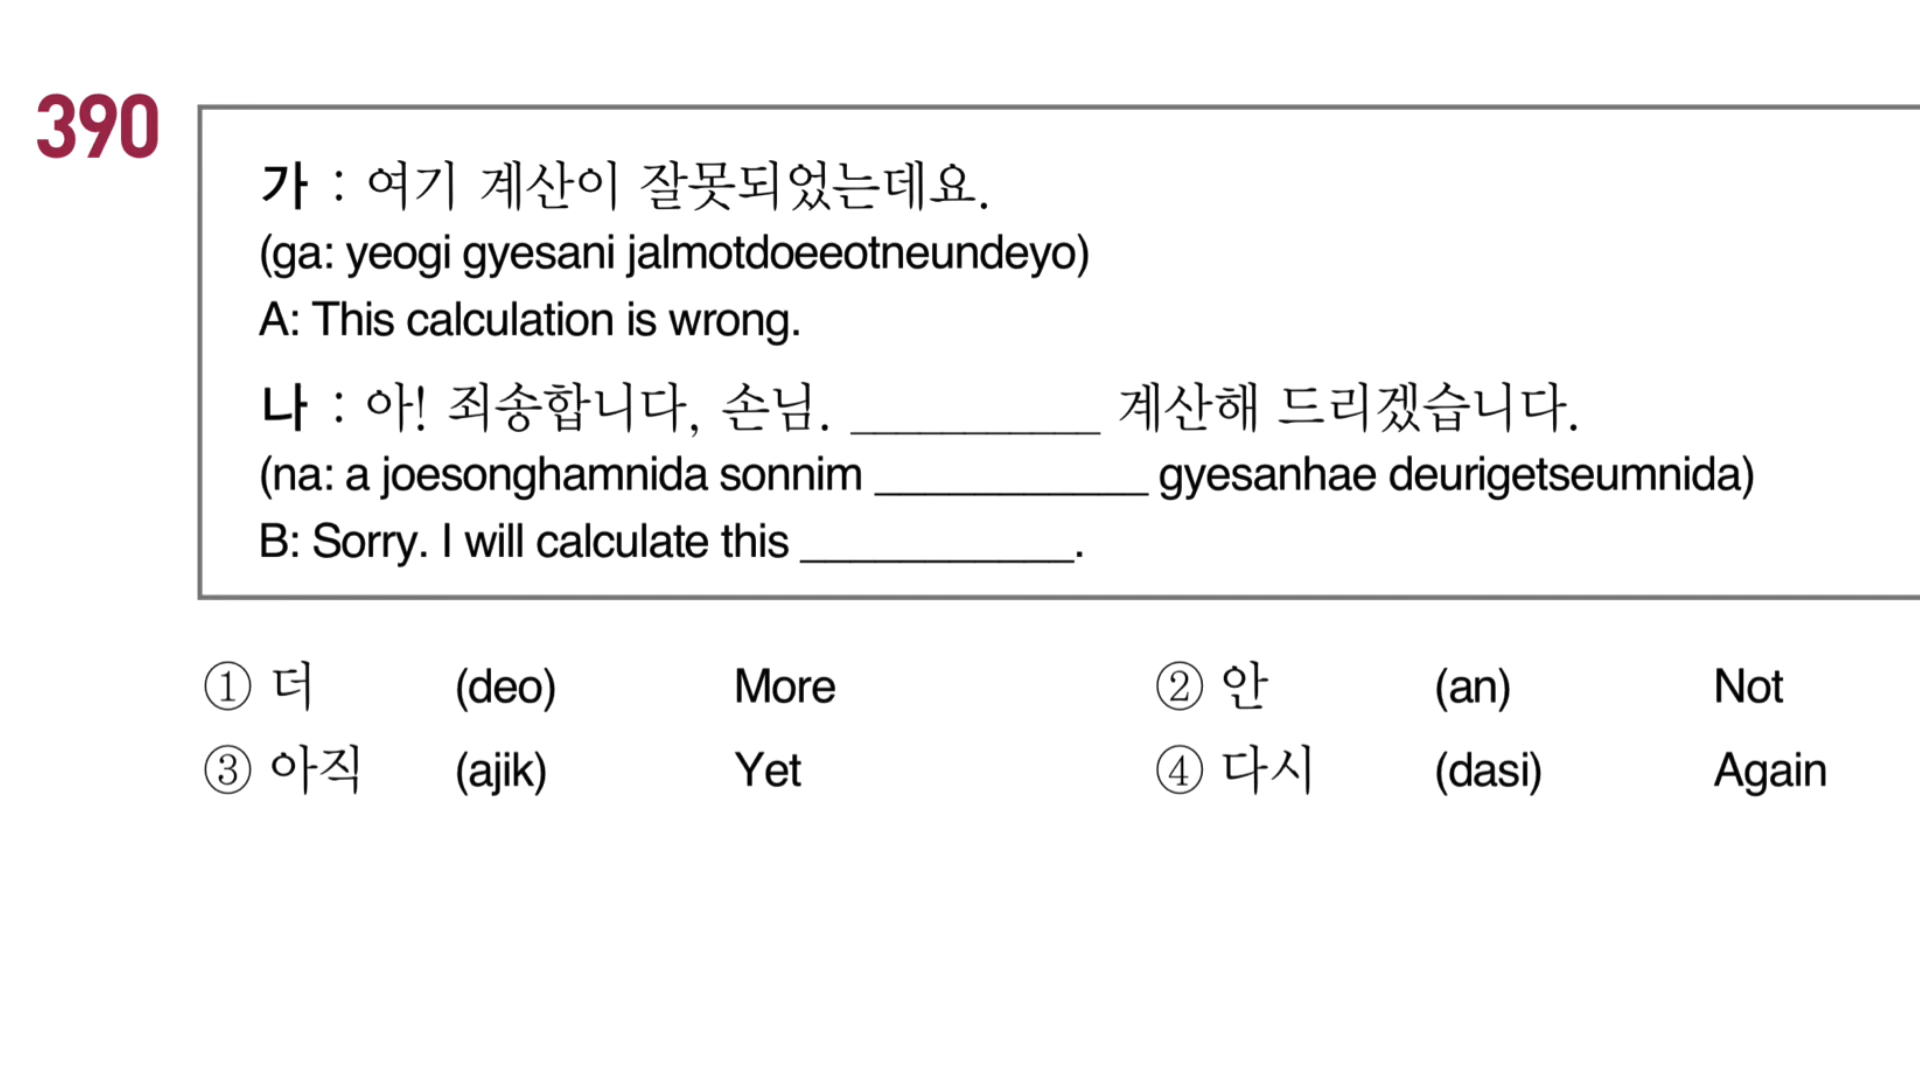 390
가 : 여기 계산이 잘못되었는데요.
(ga: yeogi gyesani jalmotdoeeotneundeyo)
A: This calculation is wrong.
나 : 아! 죄송합니다, 손님. ___________ 계산해 드리겠습니다.
(na: a joesonghamnida sonnim ___________ gyesanhae deurigetseumnida)
B: Sorry. I will calculate this ___________.
① 더 (deo) More ② 안 (an) Not
③ 아직 (ajik) Yet ④ 다시 (dasi) Again